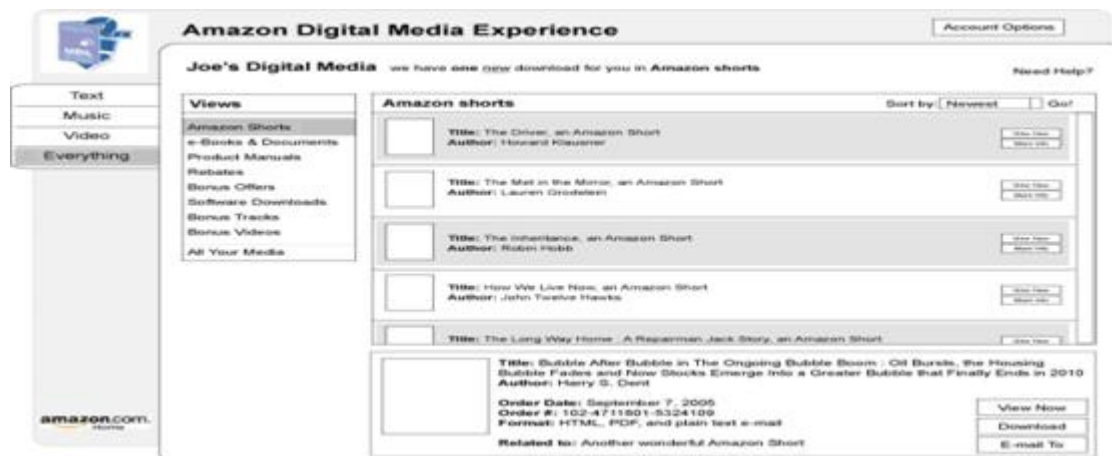 Amazon Digital Media Experience
Account Options
Joe's Digital Media we have one new download for you in Amazon shorts
Need Help?
Text
Music
Video
Everything
Views
Amazon Shorts
e-Books & Documents
Product Manuals
Rebates
Bonus Offers
Software Downloads
Bonus Tracks
Bonus Videos
All Your Media
Amazon shorts
Sort by: Newest Go!
Title: The Driver, an Amazon Short
Author: Howard Klausner
Title: The Met in the Mirror, an Amazon Short
Author: Lauren Grodstein
Title: The Inheritance, an Amazon Short
Author: Robin Hobb
Title: How We Live Now, an Amazon Short
Author: John Twelve Hawks
Title: The Long Way Home : A Repairman Jack Story, an Amazon Short
Title: Bubble After Bubble in The Ongoing Bubble Boom : Oil Bursts, the Housing
Bubble Fades and Now Stocks Emerge Into a Greater Bubble that Finally Ends in 2010
Author: Harry S. Dent
Order Date: September 7, 2005
Order #: 102-4711601-5324109
Format: HTML, PDF, and plain text e-mail
Related to: Another wonderful Amazon Short
View Now
Download
E-mail To
amazon.com.
Home